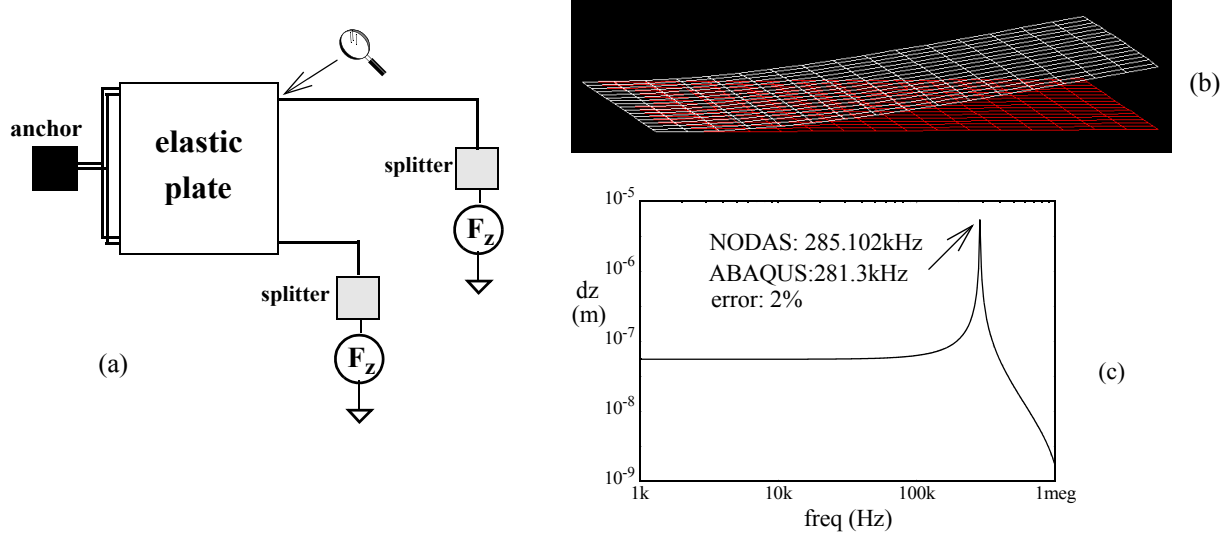 anchor
elastic
plate
splitter
Fz
splitter
Fz
(a)
(b)
10-5
NODAS: 285.102kHz
10-6
ABAQUS:281.3kHz
error: 2%
dz
(m)
10-7
10-8
10-9
1k
10k
100k
1meg
freq (Hz)
(c)